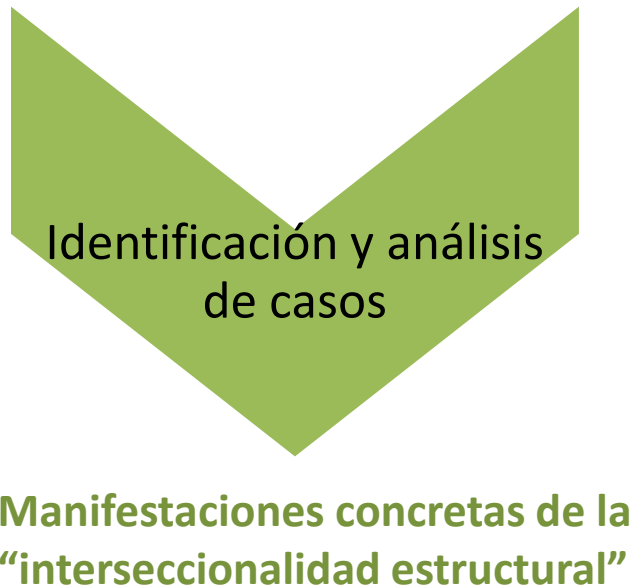 Identificación y análisis
de casos
Manifestaciones concretas de la
“interseccionalidad estructural”